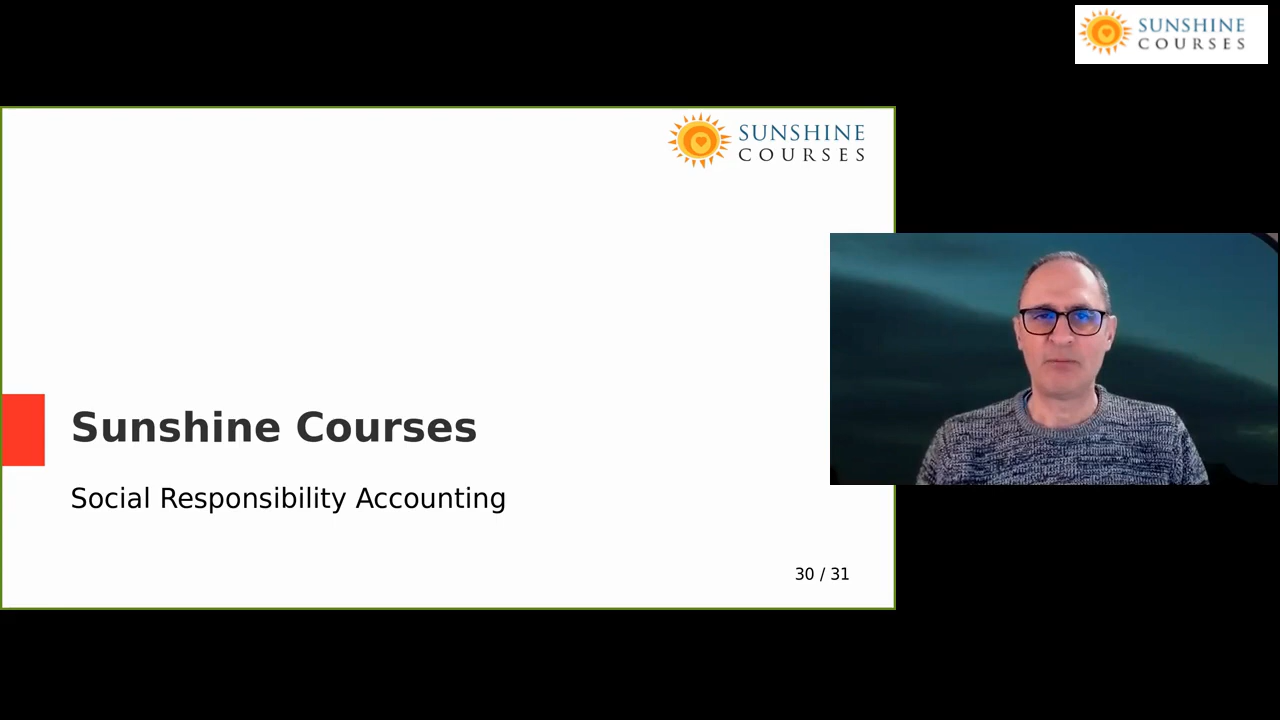 SUNSHINE
COURSES
SUNSHINE
COURSES
Sunshine Courses
Social Responsibility Accounting
30 / 31